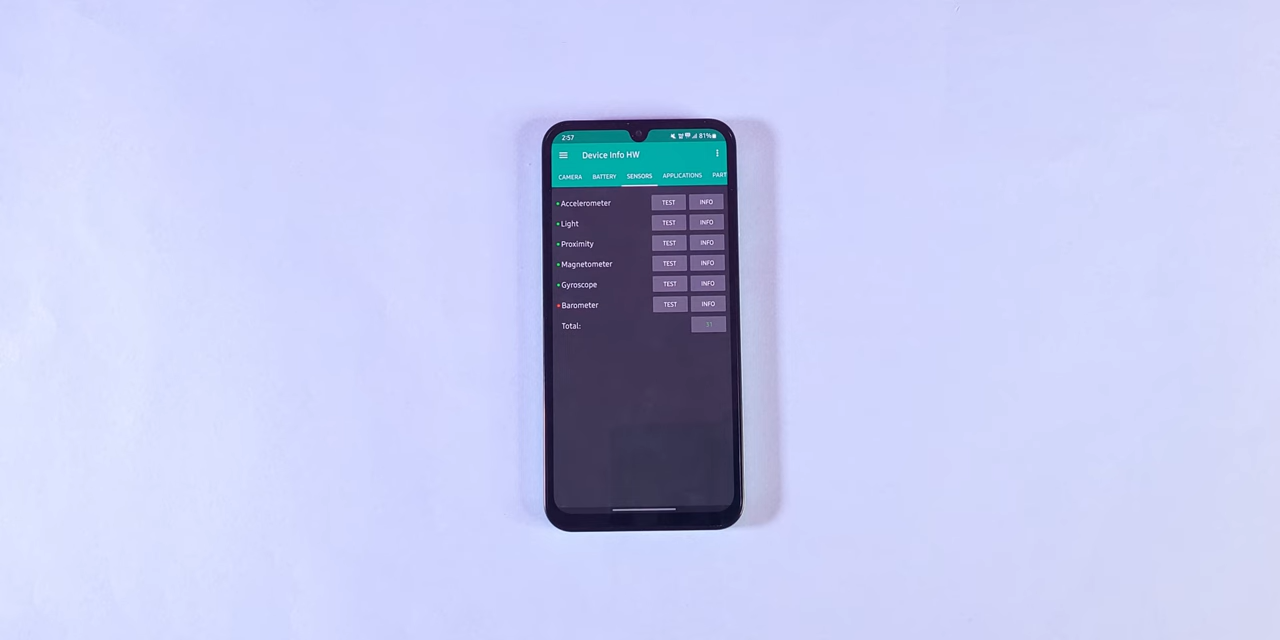 2:57 81%
Device Info HW
CAMERA BATTERY SENSORS APPLICATIONS PART
Accelerometer TEST INFO
Light TEST INFO
Proximity TEST INFO
Magnetometer TEST INFO
Gyroscope TEST INFO
Barometer TEST INFO
Total: 31